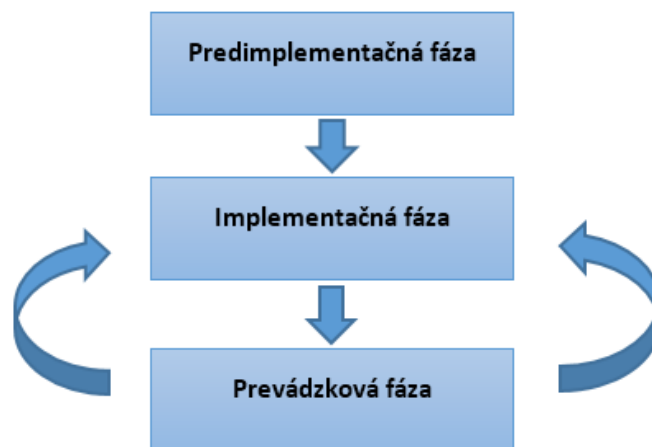 Predimplementačná fáza
Implementačná fáza
Prevádzková fáza